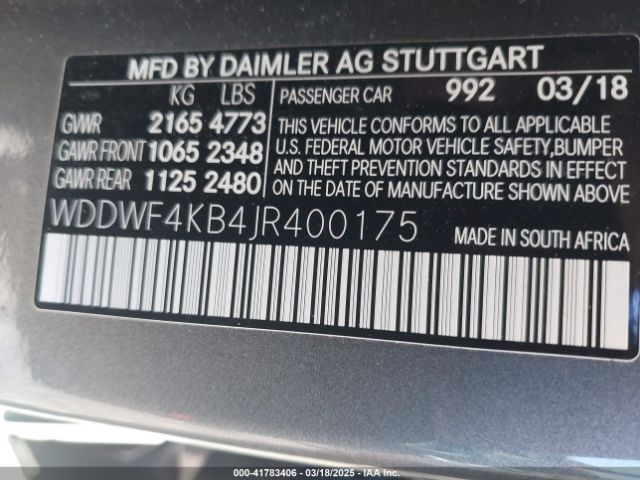 MFD BY DAIMLER AG STUTTGART
KG LBS
GVWR 2165 4773
GAWR FRONT 1065 2348
GAWR REAR 1125 2480
PASSENGER CAR 992 03/18
THIS VEHICLE CONFORMS TO ALL APPLICABLE
U.S. FEDERAL MOTOR VEHICLE SAFETY, BUMPER
AND THEFT PREVENTION STANDARDS IN EFFECT
ON THE DATE OF MANUFACTURE SHOWN ABOVE
WDDWF4KB4JR400175
MADE IN SOUTH AFRICA
000-41783406 - 03/18/2025 - IAA Inc.